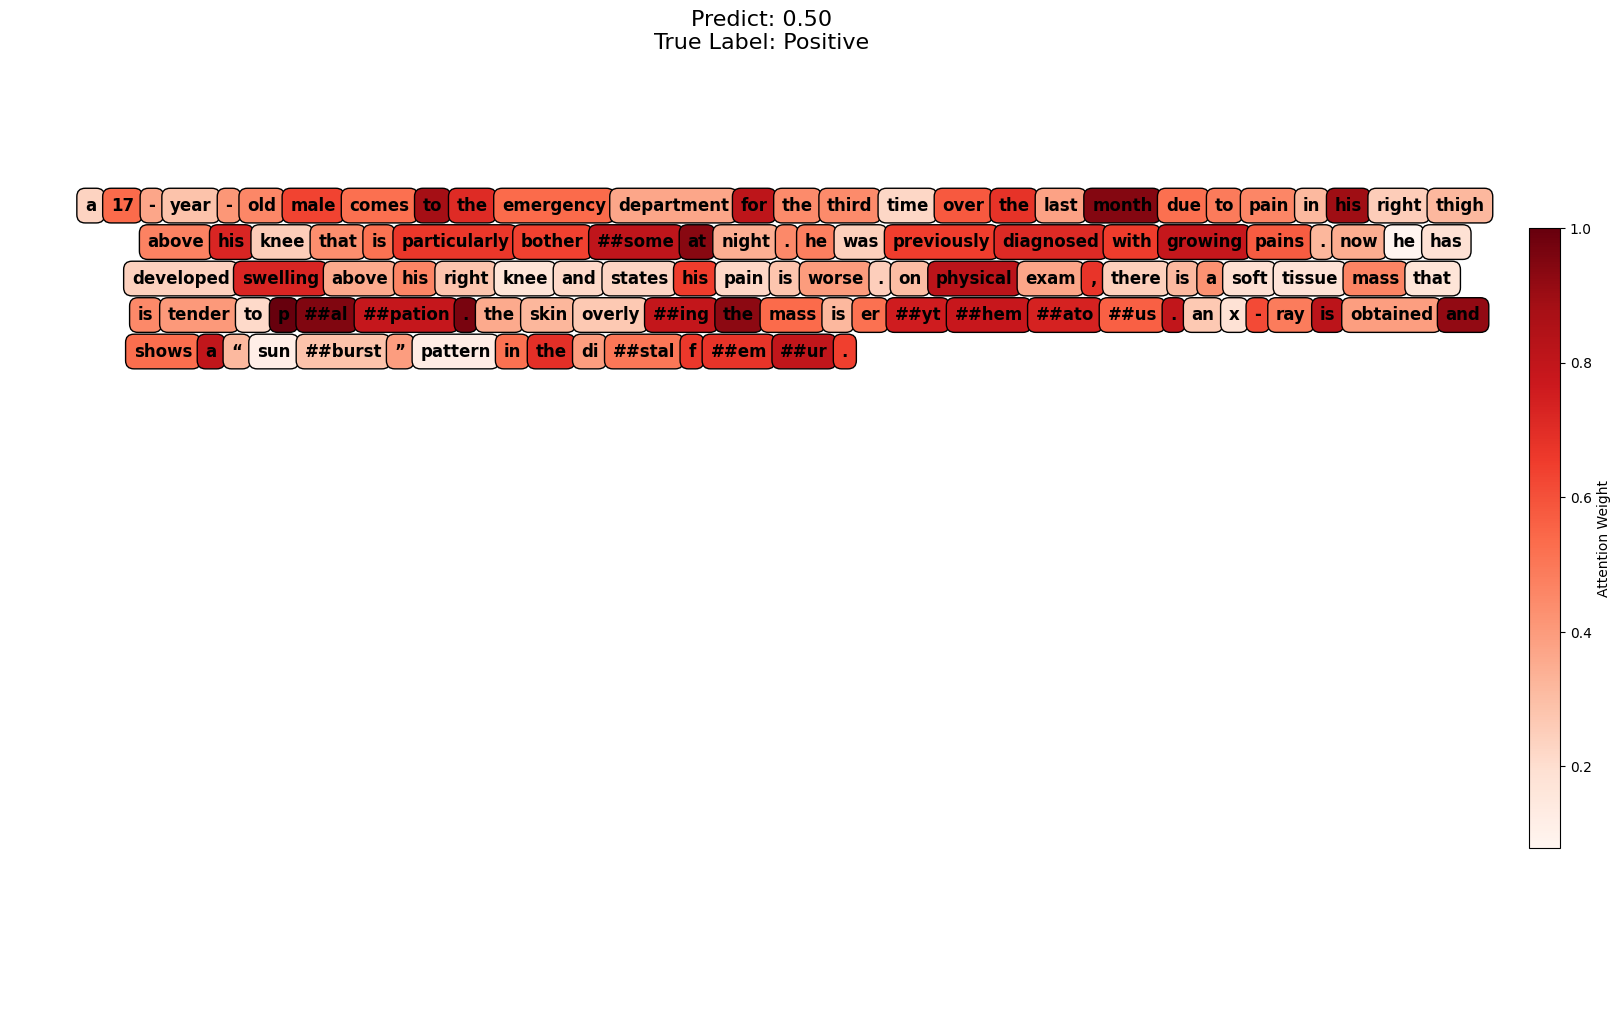 Predict: 0.50
True Label: Positive
a 17 - year - old male comes to the emergency department for the third time over the last month due to pain in his right thigh
above his knee that is particularly bother ##some at night . he was previously diagnosed with growing pains . now he has
developed swelling above his right knee and states his pain is worse . on physical exam , there is a soft tissue mass that
is tender to p ##al ##pation . the skin overly ##ing the mass is er ##yt ##hem ##ato ##us . an x - ray is obtained and
shows a “ sun ##burst ” pattern in the di ##stal f ##em ##ur .
1.0
0.8
0.6
0.4
0.2
Attention Weight